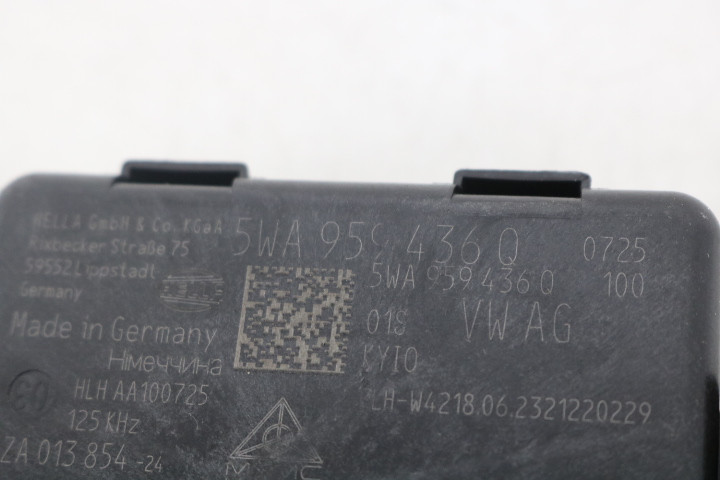 HELLA GmbH & Co. KGaA
Rixbecker Straße 75
59552 Lippstadt
Germany
Made in Germany
Німеччина
HLH AA100725
125 KHz
ZA 013 854 -24
5WA 959 436 Q
0725
5WA 959 436 Q
100
01S
VW AG
KYIO
LH-W4218.06.2321220229